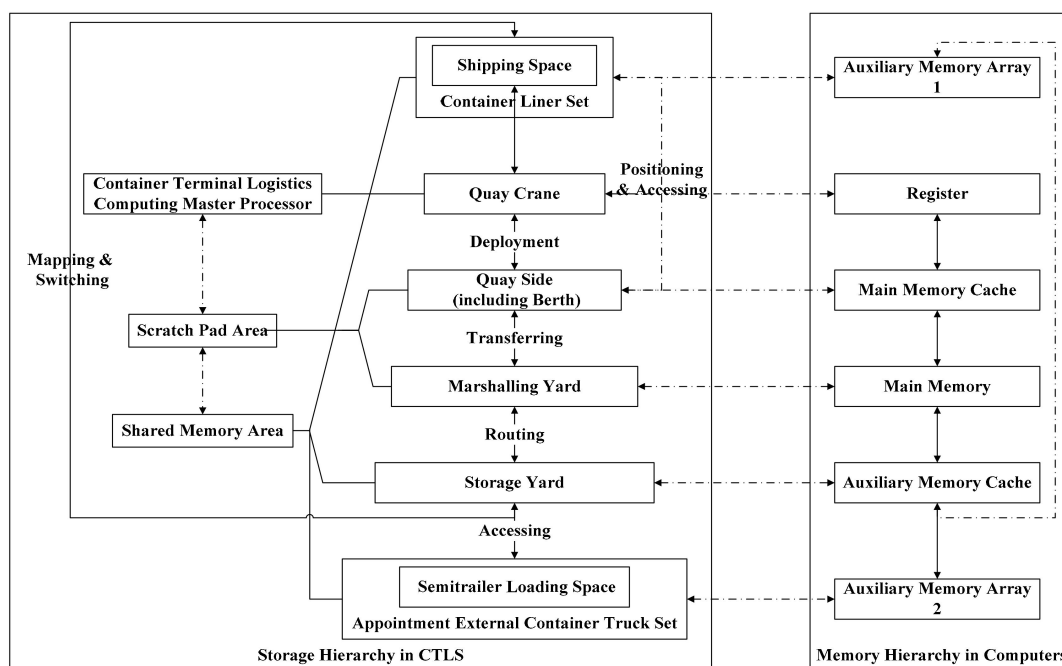 Shipping Space
Container Liner Set
Auxiliary Memory Array
1
Container Terminal Logistics
Computing Master Processor
Quay Crane
Positioning
& Accessing
Register
Deployment
Mapping &
Switching
Quay Side
(including Berth)
Main Memory Cache
Scratch Pad Area
Transferring
Marshalling Yard
Main Memory
Shared Memory Area
Routing
Storage Yard
Auxiliary Memory Cache
Accessing
Semitrailer Loading Space
Appointment External Container Truck Set
Auxiliary Memory Array
2
Storage Hierarchy in CTLS
Memory Hierarchy in Computers